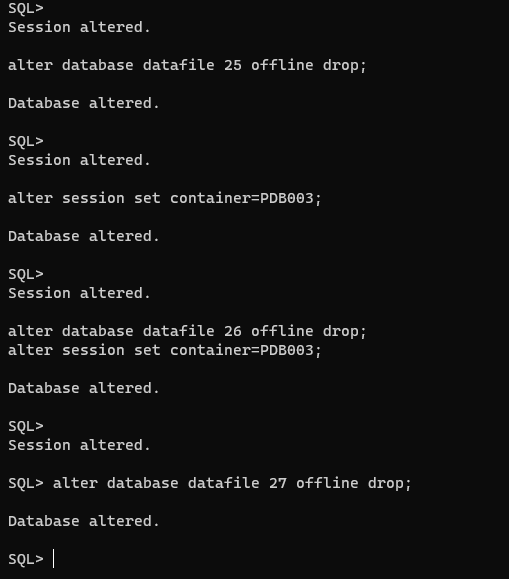 SQL>
Session altered.
alter database datafile 25 offline drop;
Database altered.
SQL>
Session altered.
alter session set container=PDB003;
Database altered.
SQL>
Session altered.
alter database datafile 26 offline drop;
alter session set container=PDB003;
Database altered.
SQL>
Session altered.
SQL> alter database datafile 27 offline drop;
Database altered.
SQL>